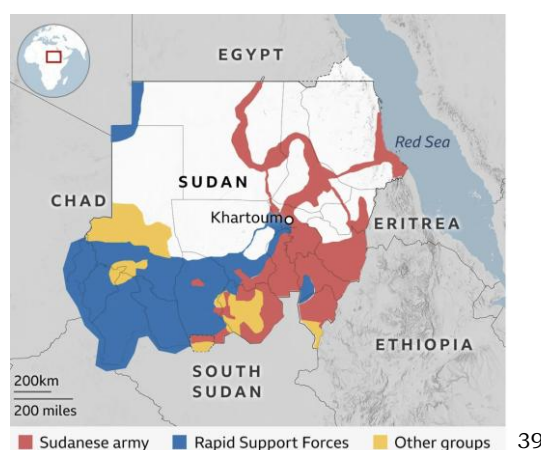 EGYPT
Red Sea
SUDAN
CHAD
Khartoum
ERITREA
ETHIOPIA
SOUTH
SUDAN
200km
200 miles
Sudanese army Rapid Support Forces Other groups 39